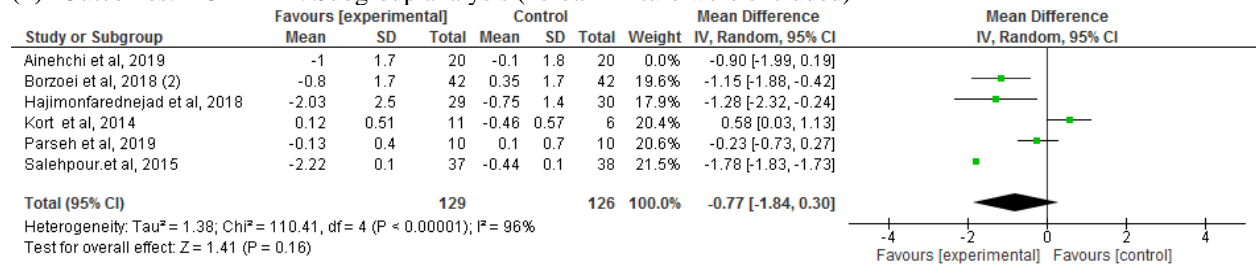 Favours [experimental] Control Mean Difference Mean Difference
Study or Subgroup Mean SD Total Mean SD Total Weight IV, Random, 95% CI IV, Random, 95% CI
Ainehchi et al, 2019 -1 1.7 20 -0.1 1.8 20 0.0% -0.90 [-1.99, 0.19]
Borzoei et al, 2018 (2) -0.8 1.7 42 0.35 1.7 42 19.6% -1.15 [-1.88, -0.42]
Hajimonfarednejad et al, 2018 -2.03 2.5 29 -0.75 1.4 30 17.9% -1.28 [-2.32, -0.24]
Kort et al, 2014 0.12 0.51 11 -0.46 0.57 6 20.4% 0.58 [0.03, 1.13]
Parseh et al, 2019 -0.13 0.4 10 0.1 0.7 10 20.6% -0.23 [-0.73, 0.27]
Salehpour.et al, 2015 -2.22 0.1 37 -0.44 0.1 38 21.5% -1.78 [-1.83, -1.73]
Total (95% CI) 129 126 100.0% -0.77 [-1.84, 0.30]
Heterogeneity: Tau² = 1.38; Chi² = 110.41, df = 4 (P < 0.00001); I² = 96%
Test for overall effect: Z = 1.41 (P = 0.16)
-4 -2 0 2 4
Favours [experimental] Favours [control]